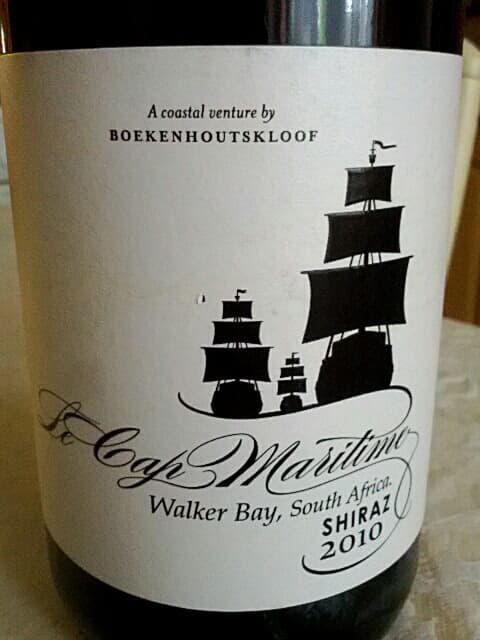 A coastal venture by
BOEKENHOUTSKLOOF
Le Cap Maritime
Walker Bay, South Africa.
SHIRAZ
2010